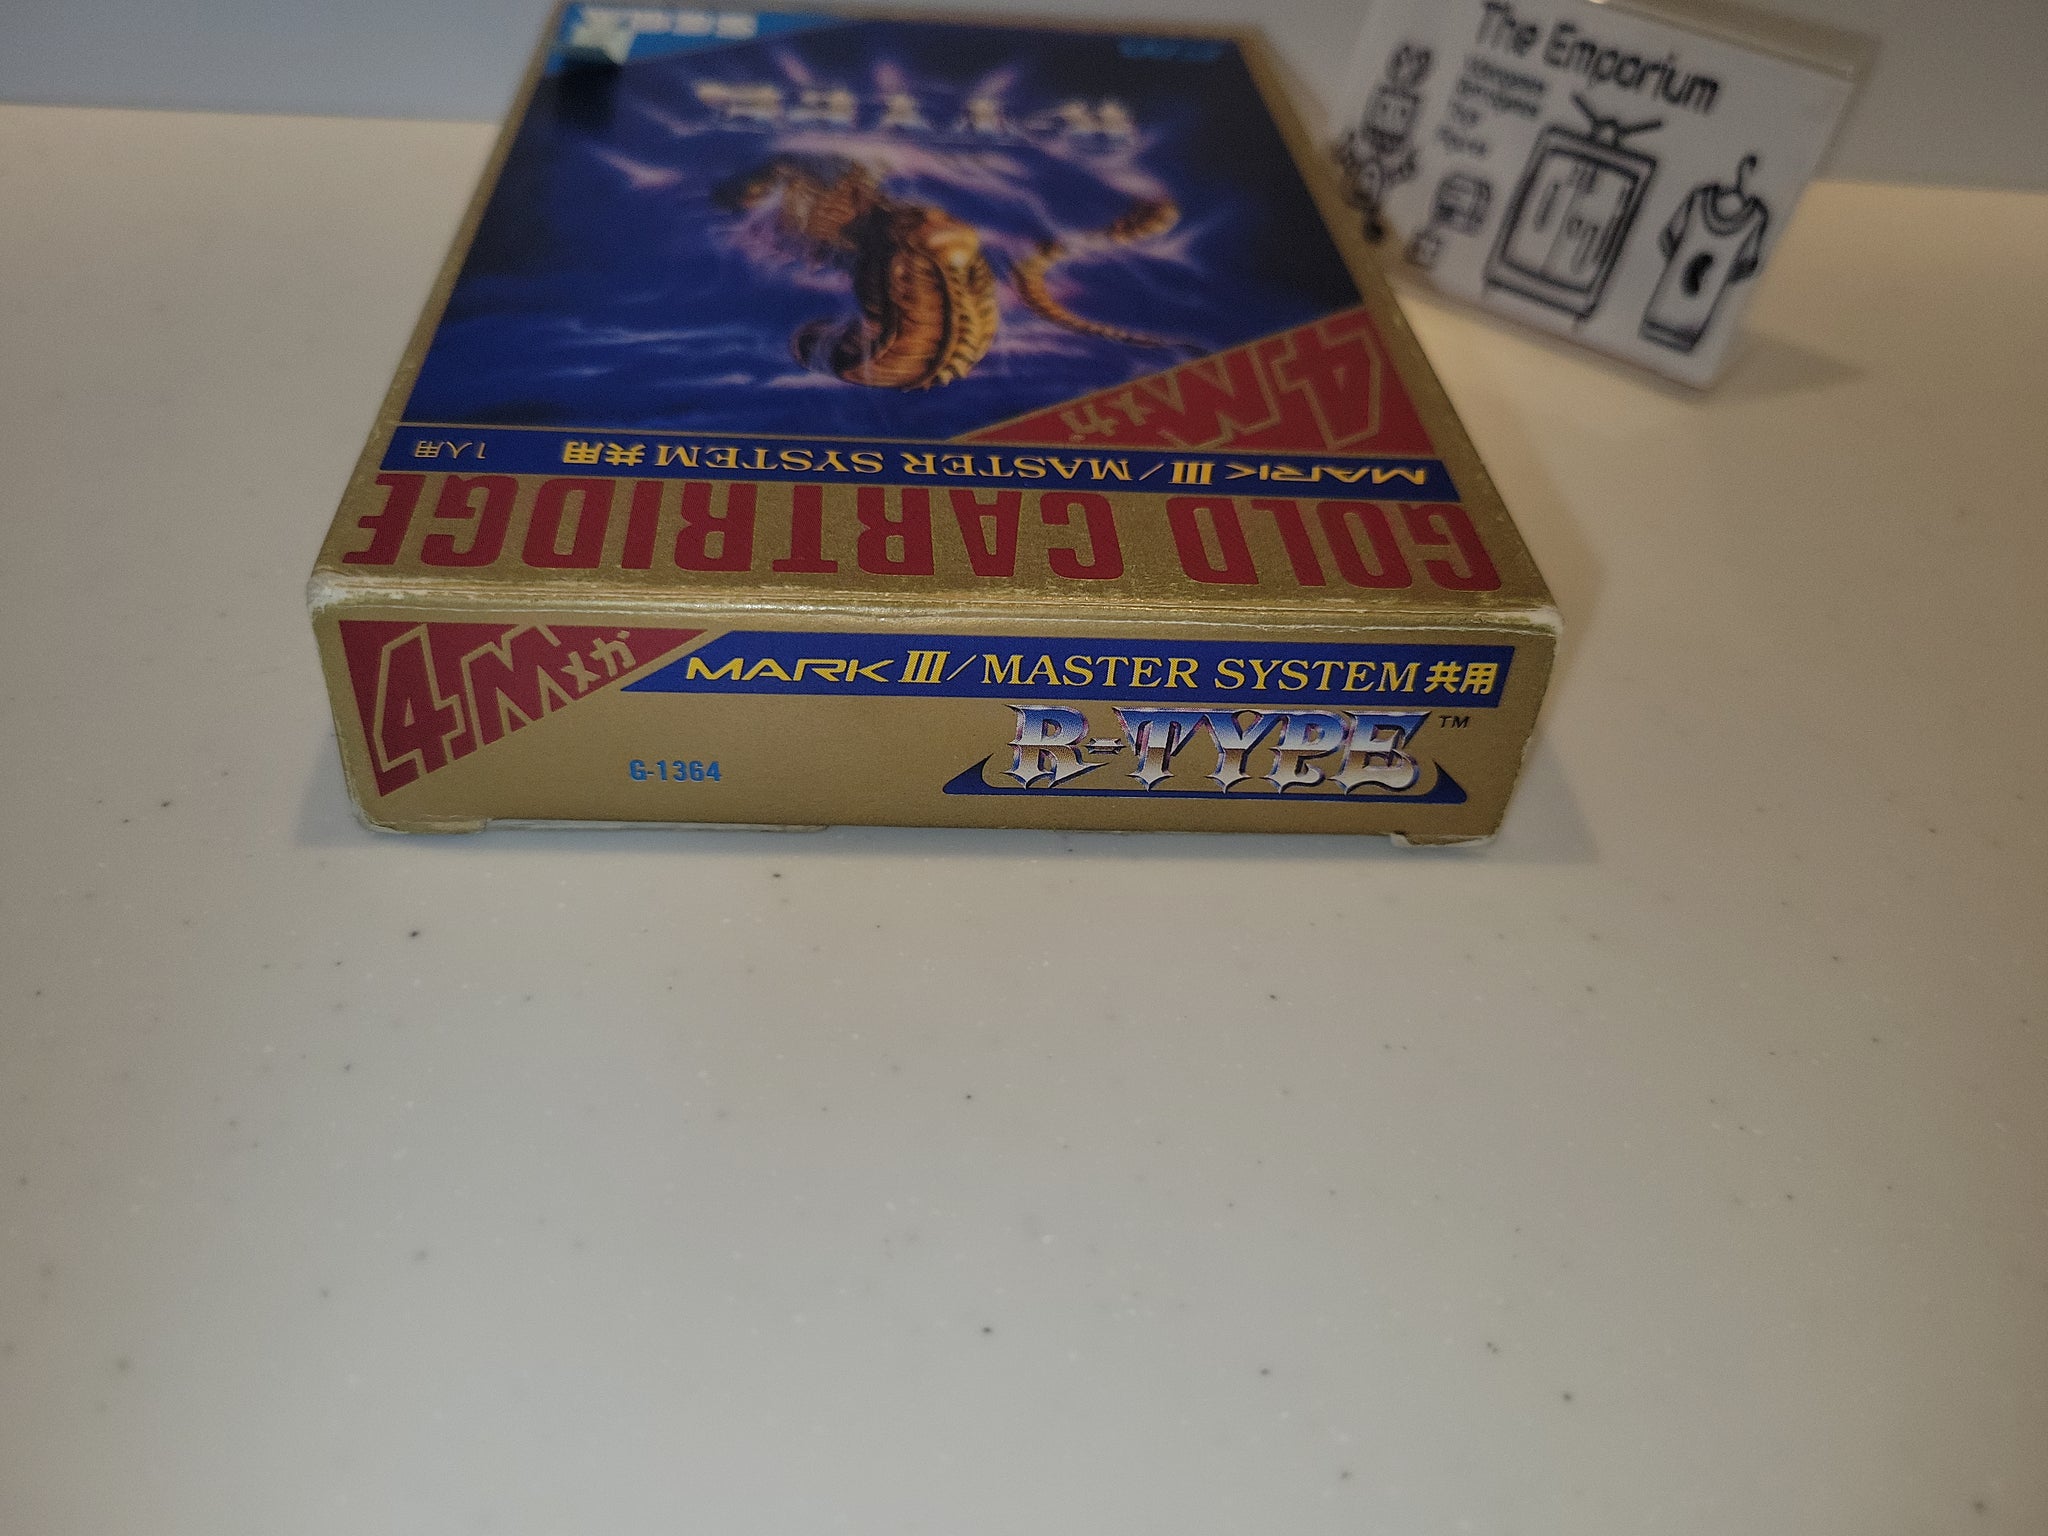 The Emporium
R-TYPE
4Mメガ
MARK III/MASTER SYSTEM 共用
1人用
GOLD CARTRIDGE
4Mメガ
MARK III/MASTER SYSTEM 共用
R-TYPE™
G-1364